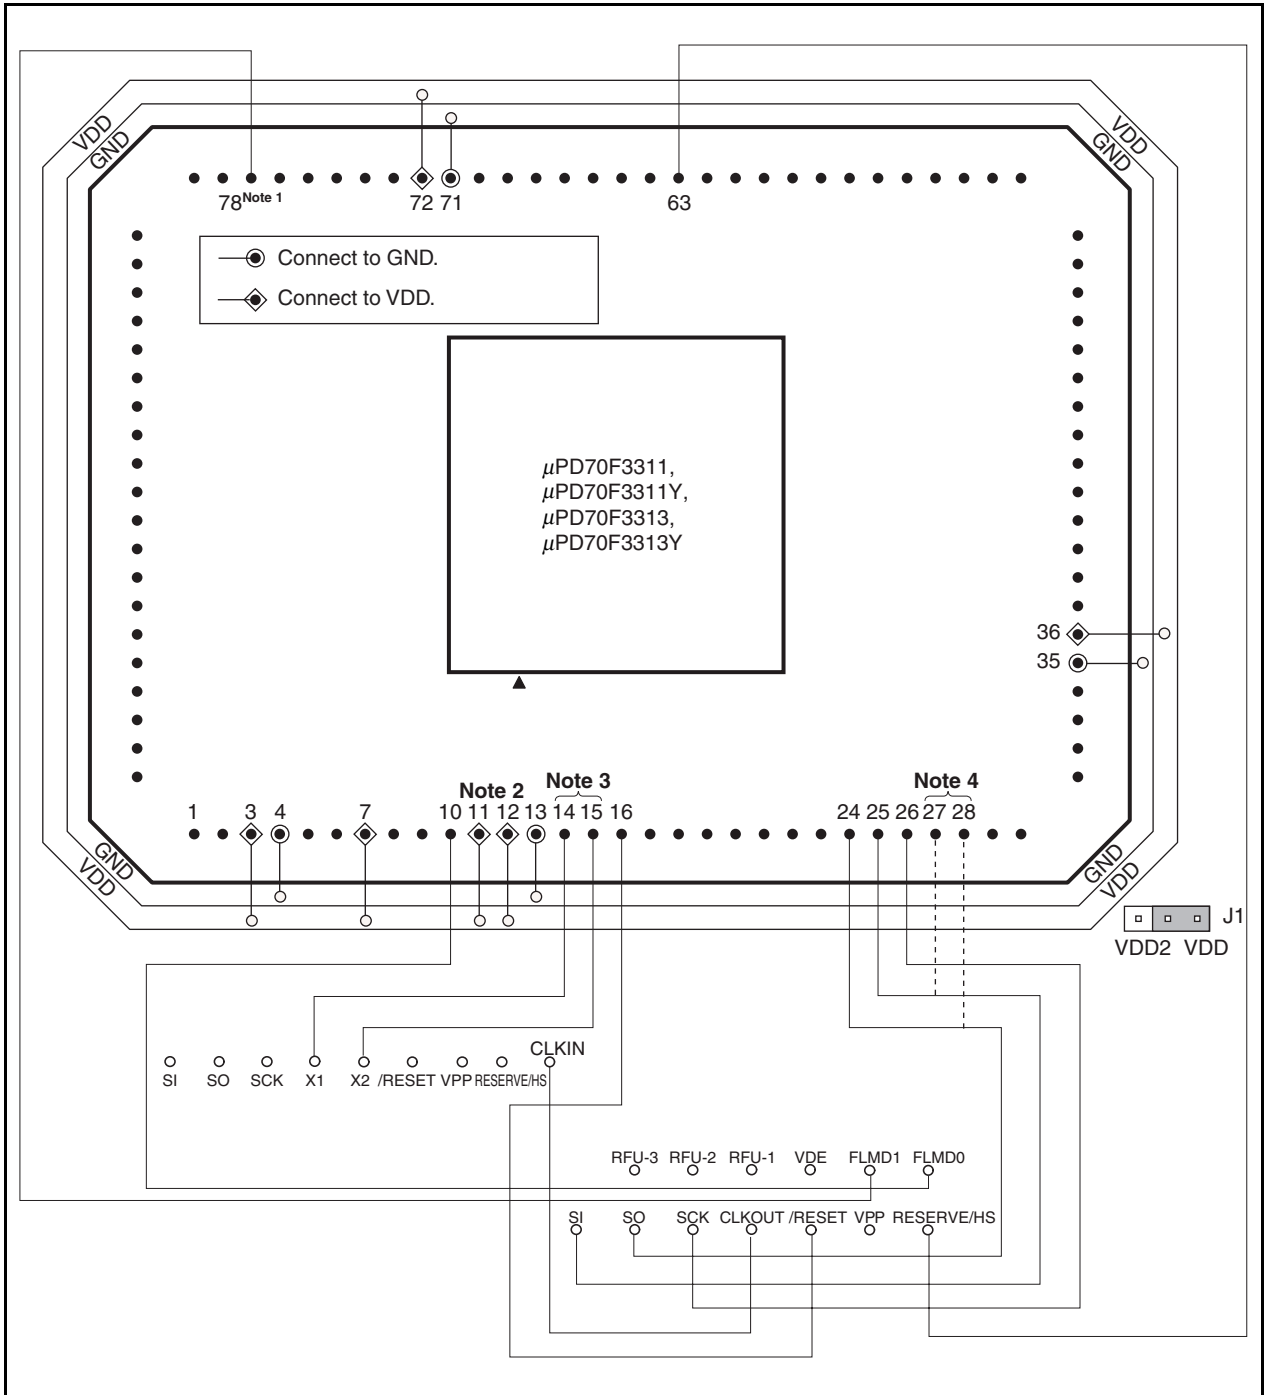 VDD
GND
VDD
GND
78Note 1
72 71
63
Connect to GND.
Connect to VDD.
μPD70F3311,
μPD70F3311Y,
μPD70F3313,
μPD70F3313Y
36
35
Note 2
Note 3
Note 4
1 3 4 7 10 11 12 13 14 15 16 24 25 26 27 28
GND
VDD
GND
VDD
J1
VDD2 VDD
CLKIN
SI SO SCK X1 X2 /RESET VPP RESERVE/HS
RFU-3 RFU-2 RFU-1 VDE FLMD1 FLMD0
SI SO SCK CLKOUT /RESET VPP RESERVE/HS